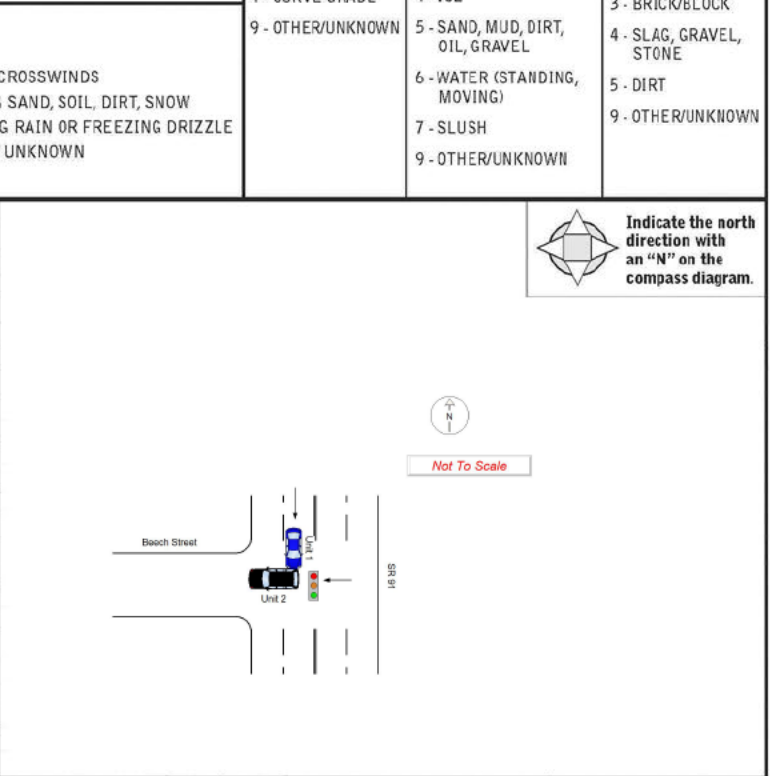 3 - BRICK/BLOCK
9 - OTHER/UNKNOWN
5 - SAND, MUD, DIRT,
OIL, GRAVEL
4 - SLAG, GRAVEL,
STONE
CROSSWINDS
6 - WATER (STANDING,
MOVING)
5 - DIRT
SAND, SOIL, DIRT, SNOW
9 - OTHER/UNKNOWN
G RAIN OR FREEZING DRIZZLE
7 - SLUSH
UNKNOWN
9 - OTHER/UNKNOWN
Indicate the north
direction with
an “N” on the
compass diagram.
N
Not To Scale
Beech Street
Unit 1
Unit 2
SR 91